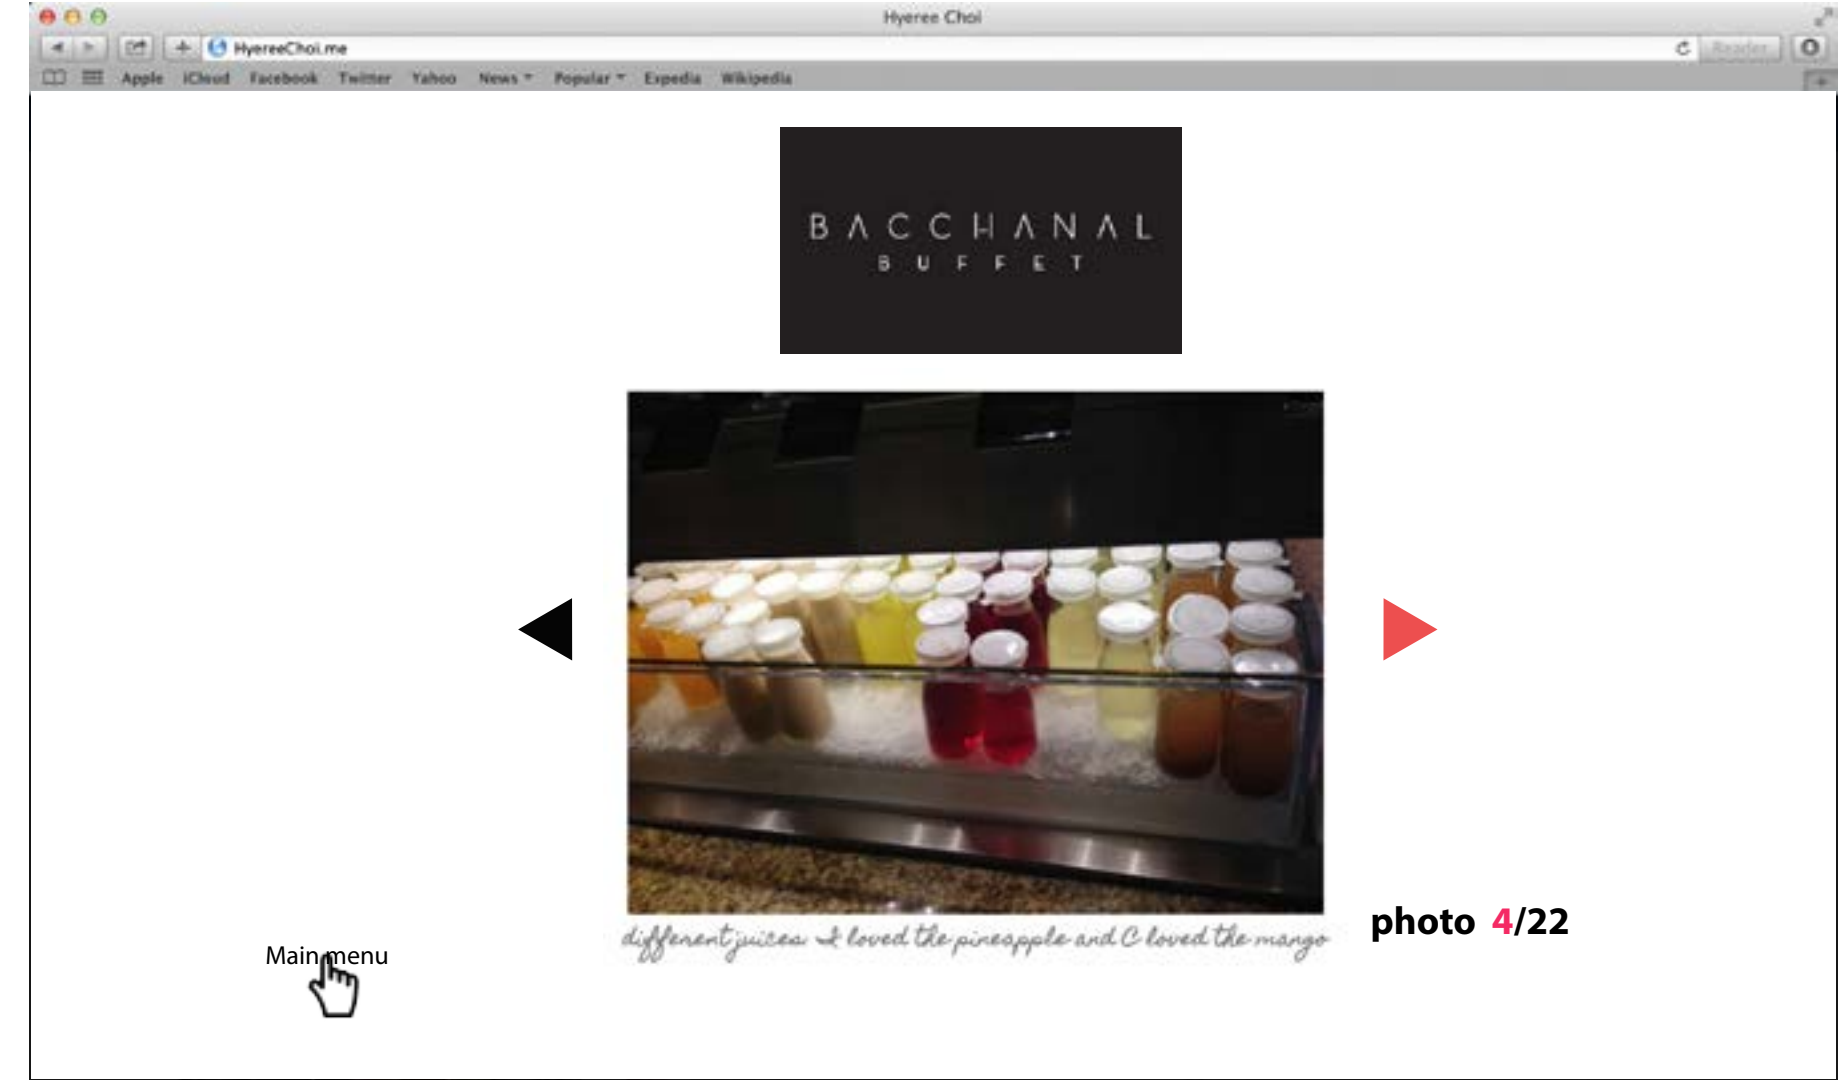 Hyeree Choi
HyereeChoi.me
Reader
Apple iCloud Facebook Twitter Yahoo News Popular Expedia Wikipedia
BACCHANAL
BUFFET
different juices. I loved the pineapple and C loved the mango
photo 4/22
Main menu